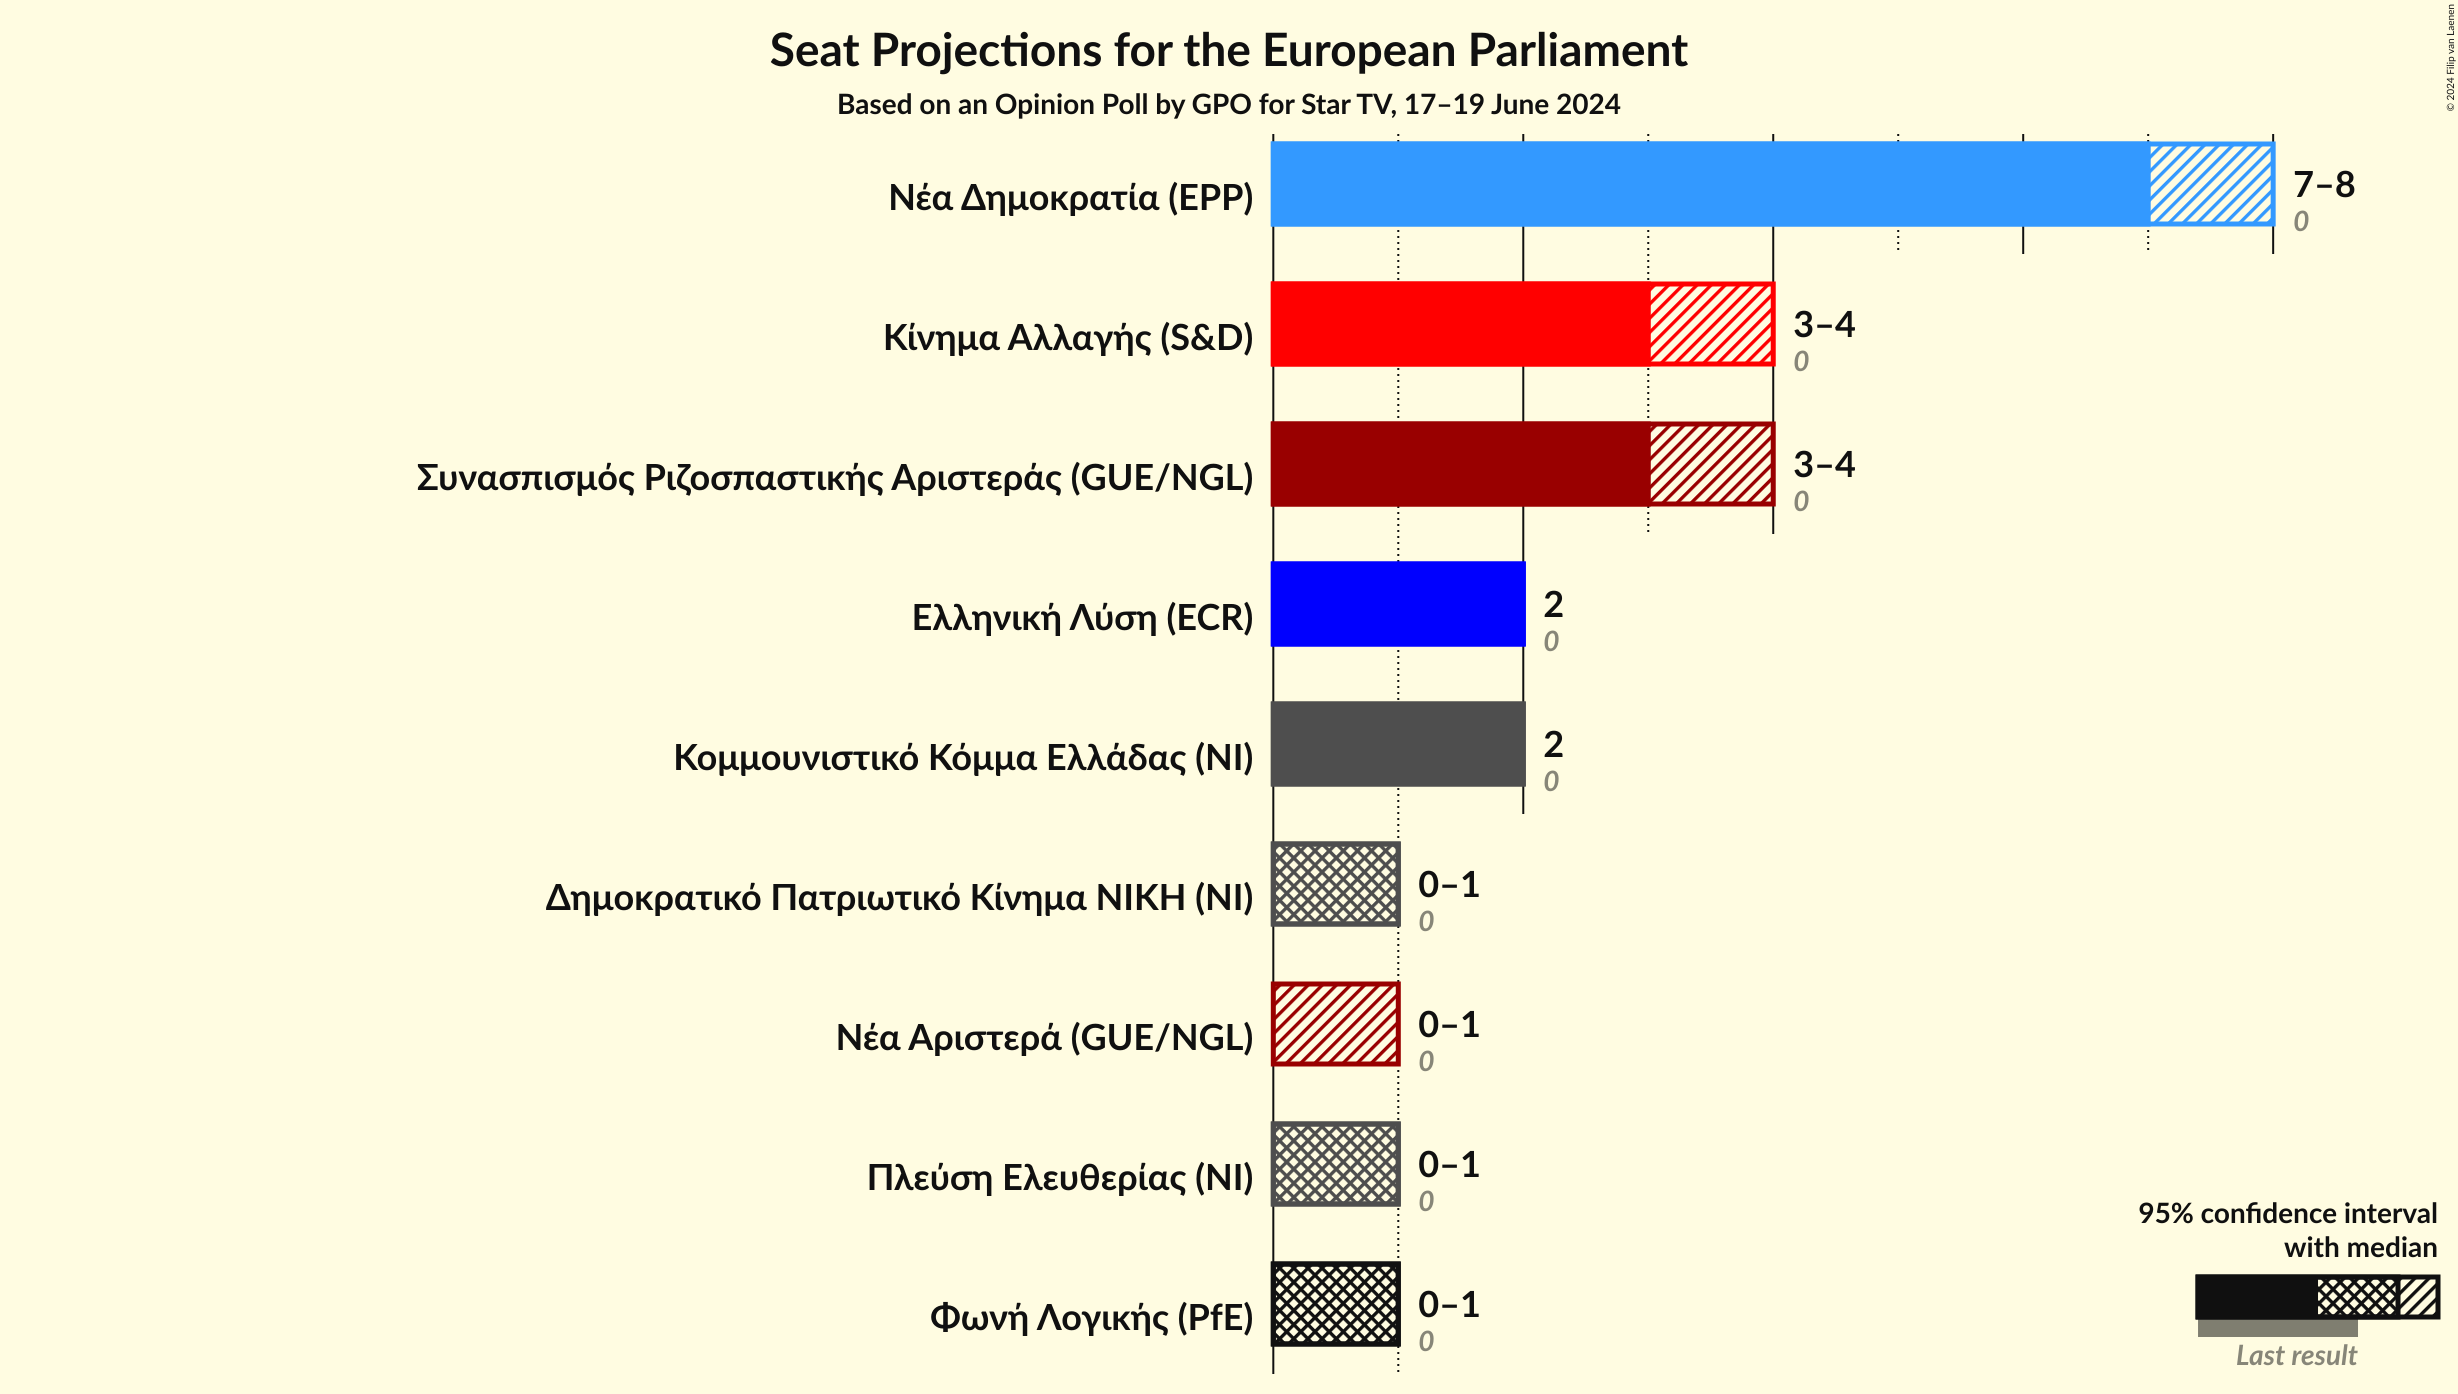 Seat Projections for the European Parliament
Based on an Opinion Poll by GPO for Star TV, 17–19 June 2024
© 2024 Filip van Laenen
Νέα Δημοκρατία (EPP)
7–8
0
Κίνημα Αλλαγής (S&D)
3–4
0
Συνασπισμός Ριζοσπαστικής Αριστεράς (GUE/NGL)
3–4
0
Ελληνική Λύση (ECR)
2
0
Κομμουνιστικό Κόμμα Ελλάδας (NI)
2
0
Δημοκρατικό Πατριωτικό Κίνημα ΝΙΚΗ (NI)
0–1
0
Νέα Αριστερά (GUE/NGL)
0–1
0
Πλεύση Ελευθερίας (NI)
0–1
0
Φωνή Λογικής (PfE)
0–1
0
95% confidence interval
with median
Last result